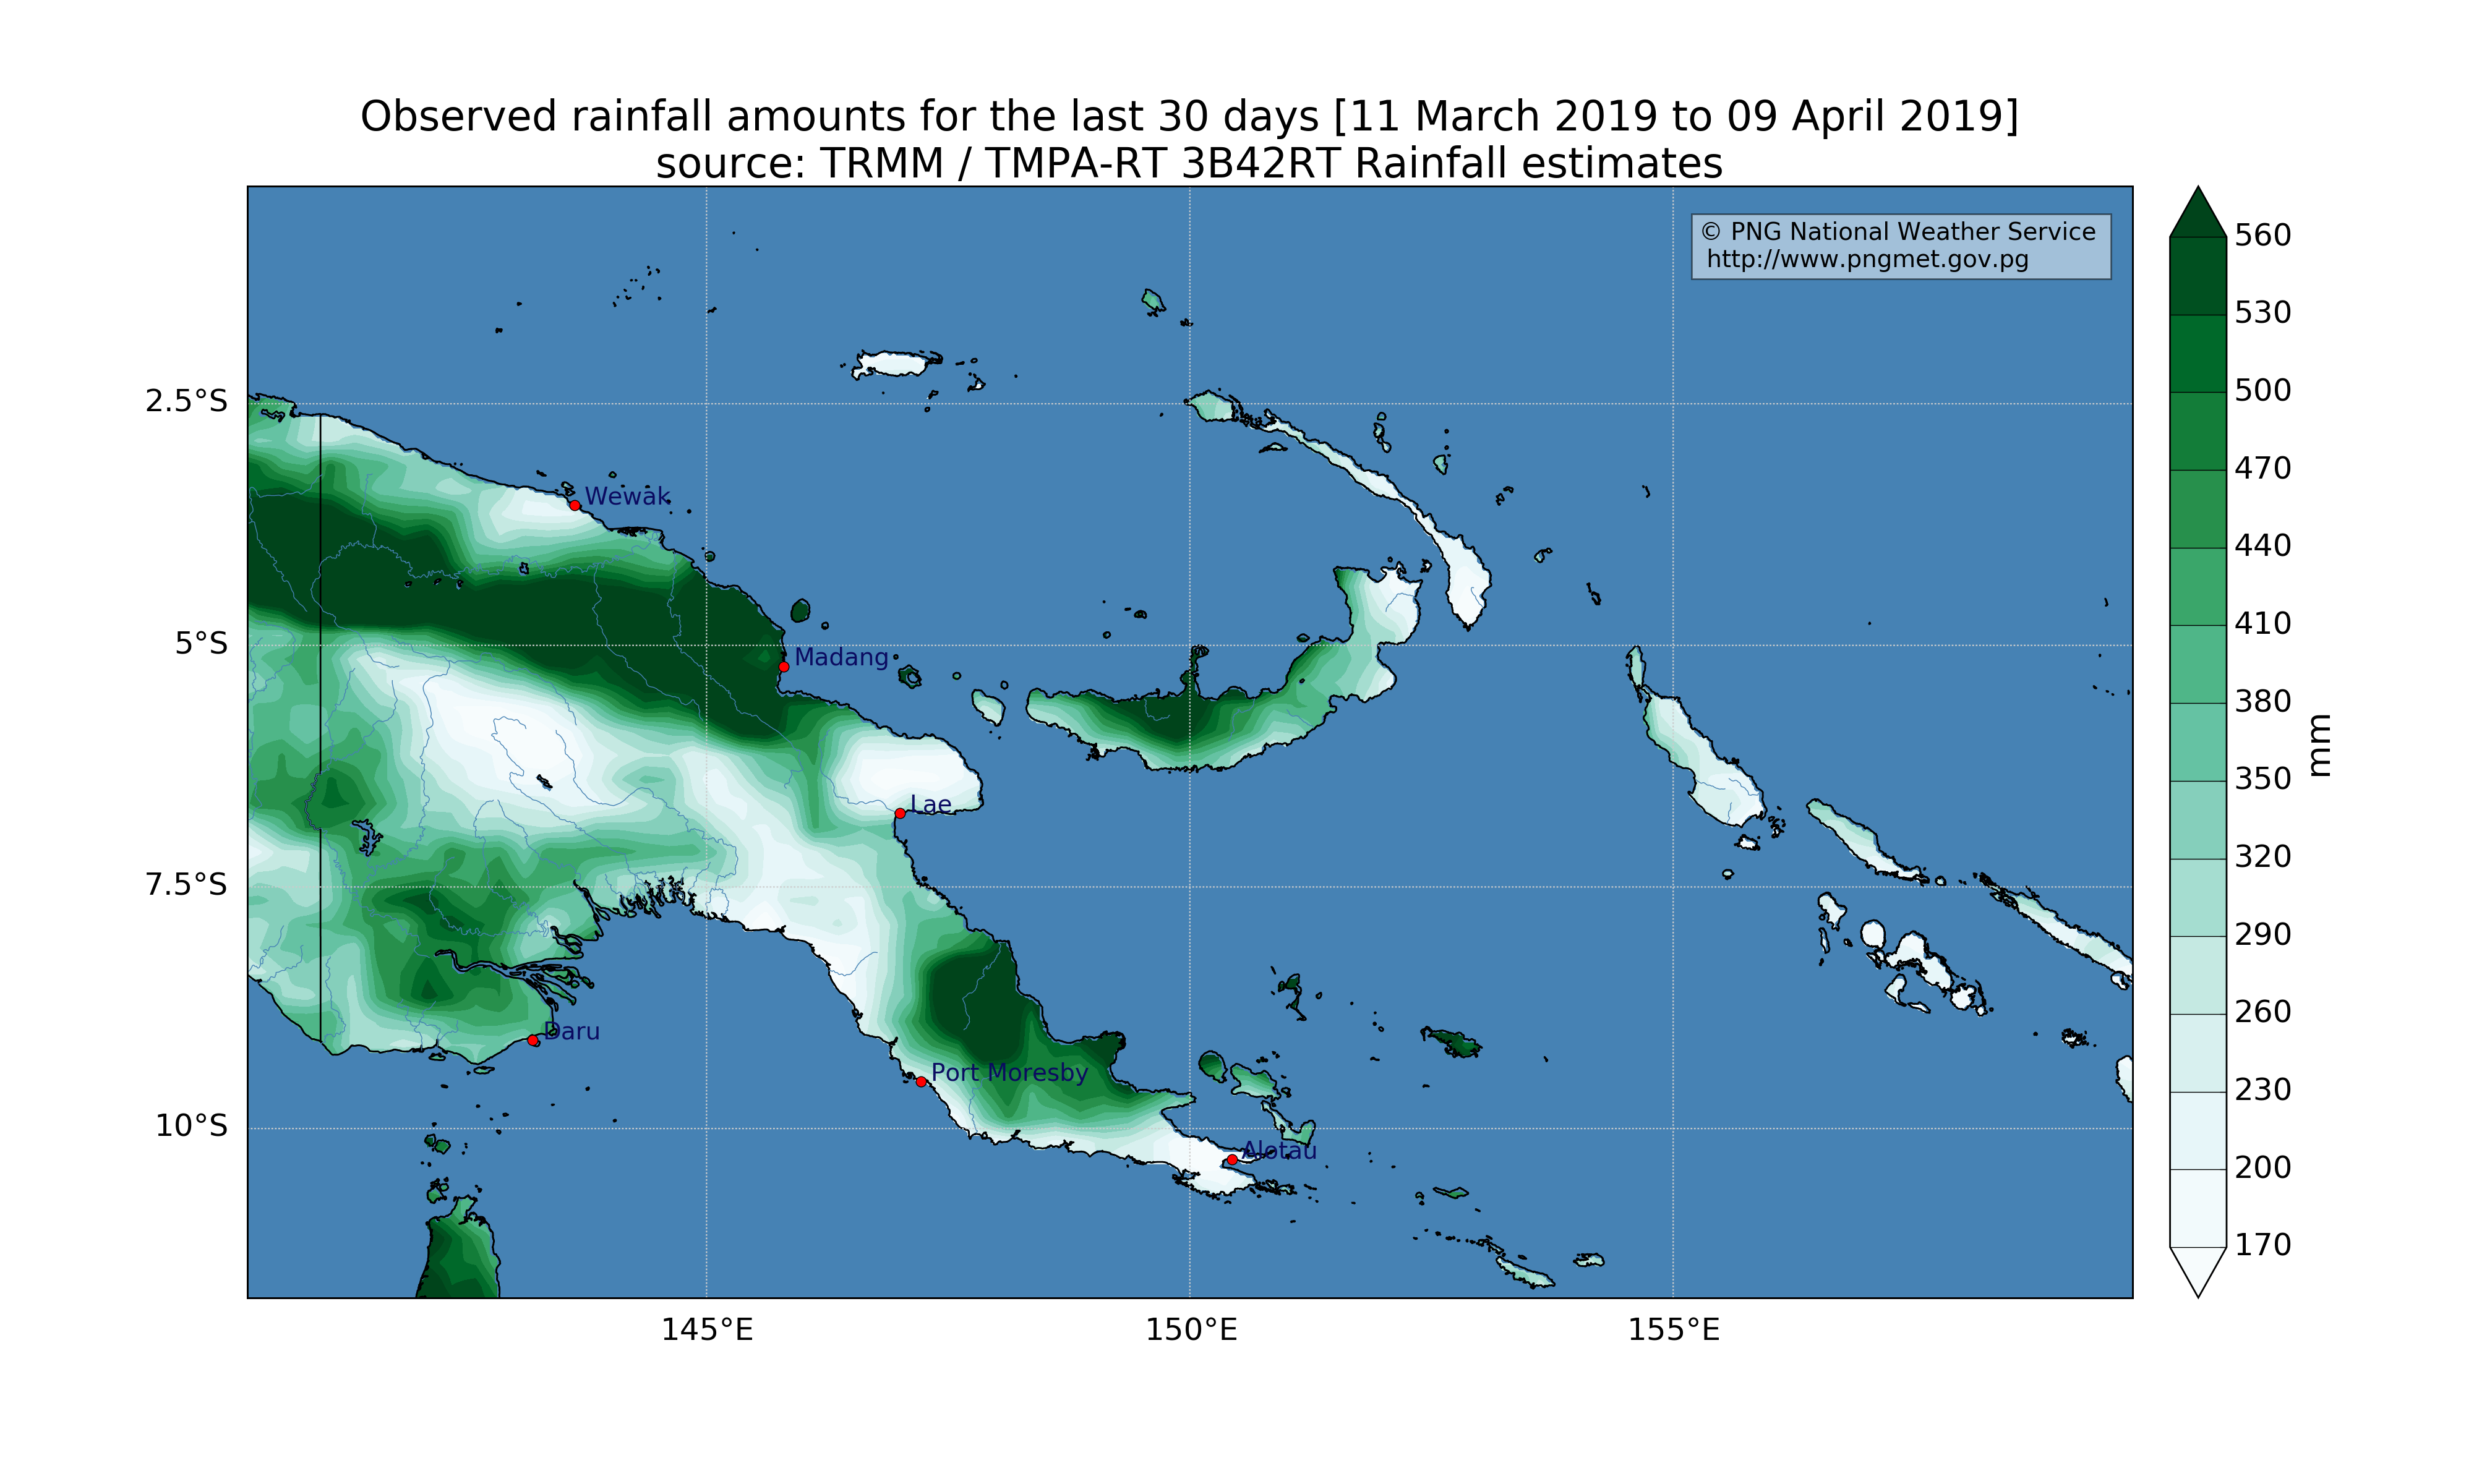 Observed rainfall amounts for the last 30 days [11 March 2019 to 09 April 2019]
source: TRMM / TMPA-RT 3B42RT Rainfall estimates
© PNG National Weather Service
http://www.pngmet.gov.pg
560
530
500
470
440
410
380
350
320
290
260
230
200
170
mm
2.5°S
5°S
7.5°S
10°S
Wewak
Madang
Lae
Daru
Port Moresby
Alotau
145°E
150°E
155°E